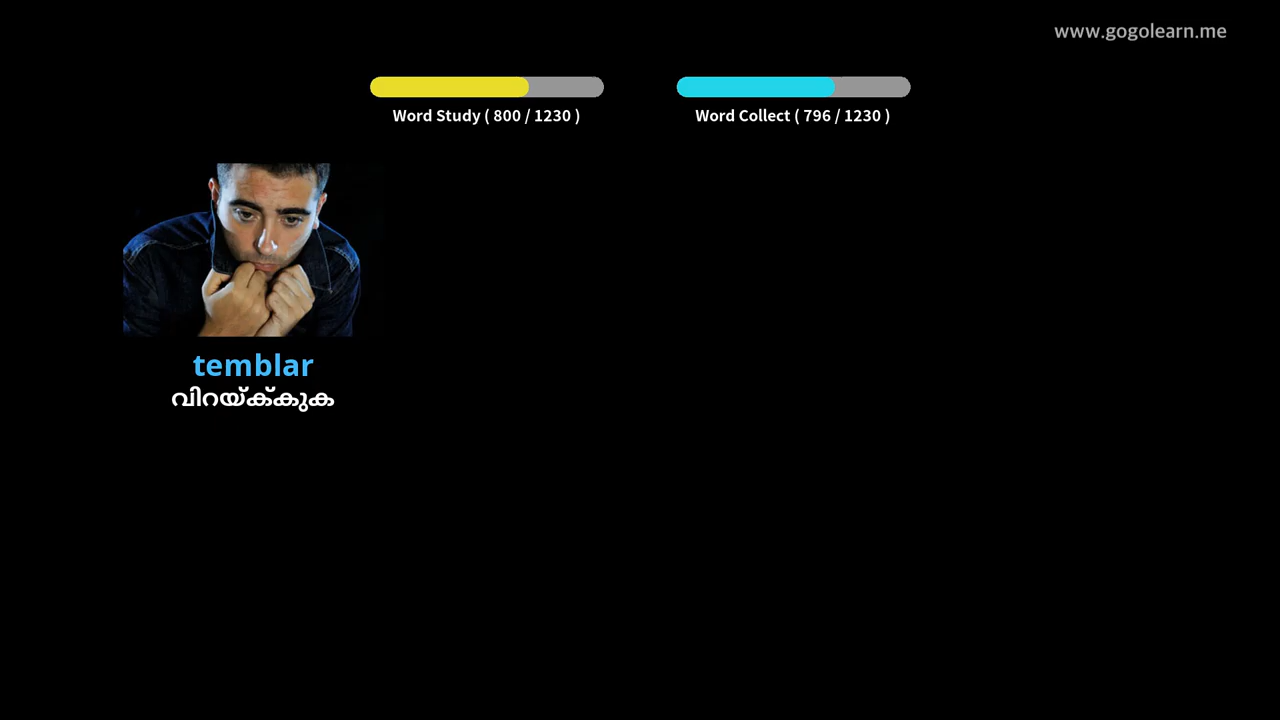 www.gogolearn.me
Word Study ( 800 / 1230 )
Word Collect ( 796 / 1230 )
temblar
വിറയ്ക്കുക